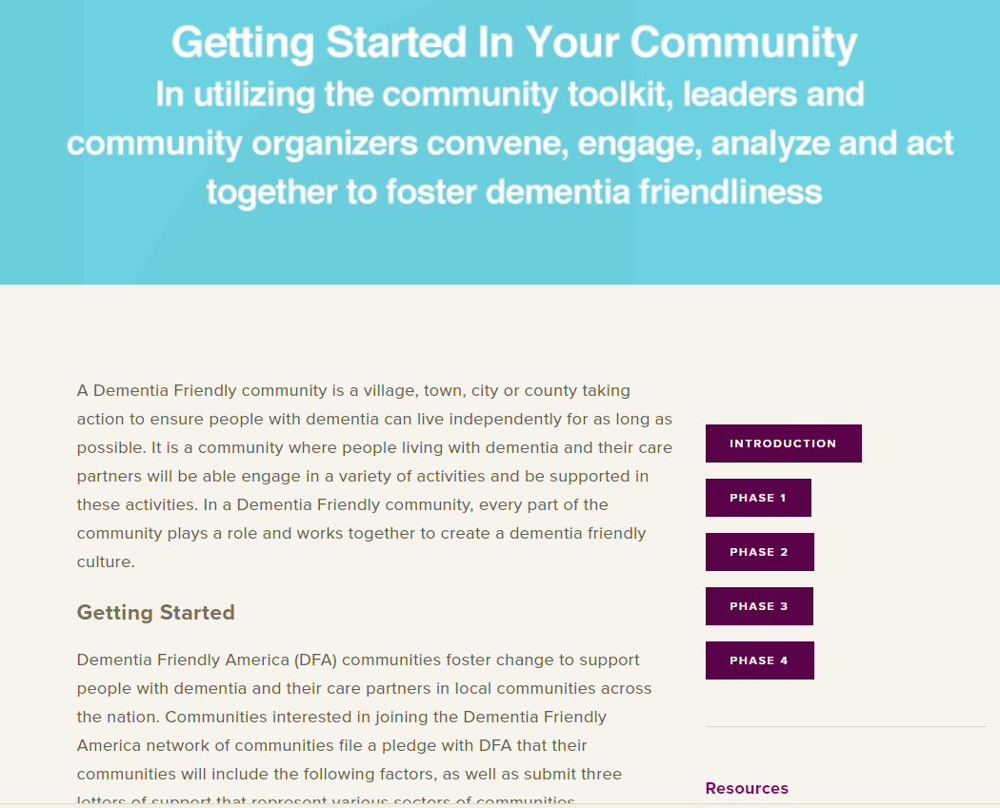 Getting Started In Your Community
In utilizing the community toolkit, leaders and
community organizers convene, engage, analyze and act
together to foster dementia friendliness
A Dementia Friendly community is a village, town, city or county taking
action to ensure people with dementia can live independently for as long as
possible. It is a community where people living with dementia and their care
partners will be able engage in a variety of activities and be supported in
these activities. In a Dementia Friendly community, every part of the
community plays a role and works together to create a dementia friendly
culture.
Getting Started
Dementia Friendly America (DFA) communities foster change to support
people with dementia and their care partners in local communities across
the nation. Communities interested in joining the Dementia Friendly
America network of communities file a pledge with DFA that their
communities will include the following factors, as well as submit three
letters of support that represent various sectors of communities
INTRODUCTION
PHASE 1
PHASE 2
PHASE 3
PHASE 4
Resources